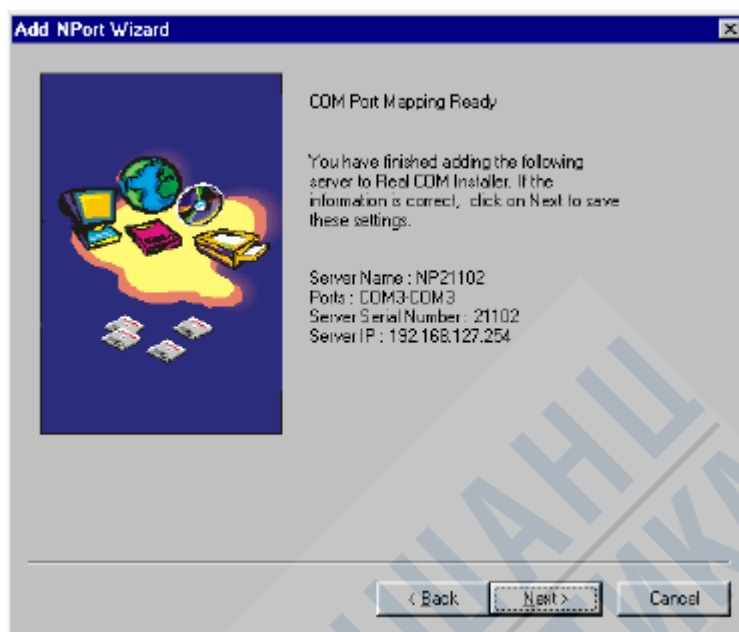 Add NPort Wizard
COM Port Mapping Ready
You have finished adding the following
server to Real COM Installer. If the
information is correct, click on Next to save
these settings.
Server Name : NP21102
Ports : COM3-COM3
Server Serial Number : 21102
Server IP : 192.168.127.254
< Back
Next >
Cancel